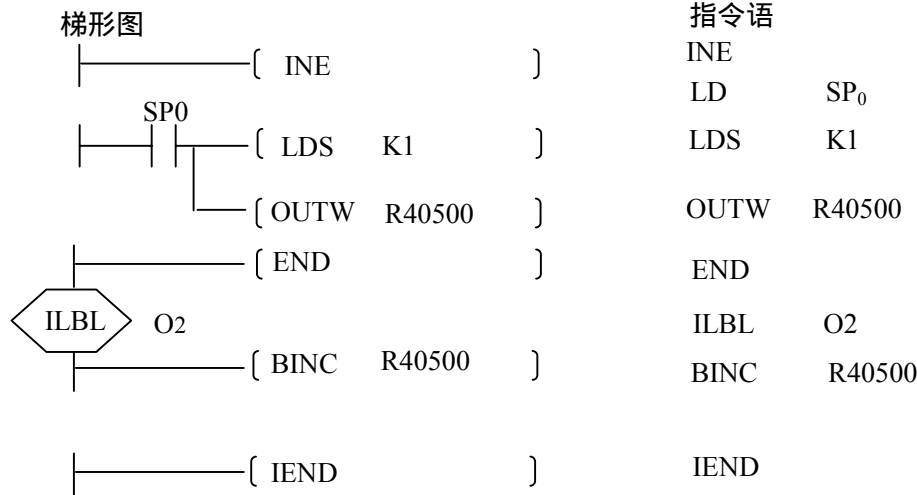 梯形图 指令语
INE INE
LD SP₀
SP0
LDS K1 LDS K1
OUTW R40500 OUTW R40500
END END
ILBL O2 ILBL O2
BINC R40500 BINC R40500
IEND IEND